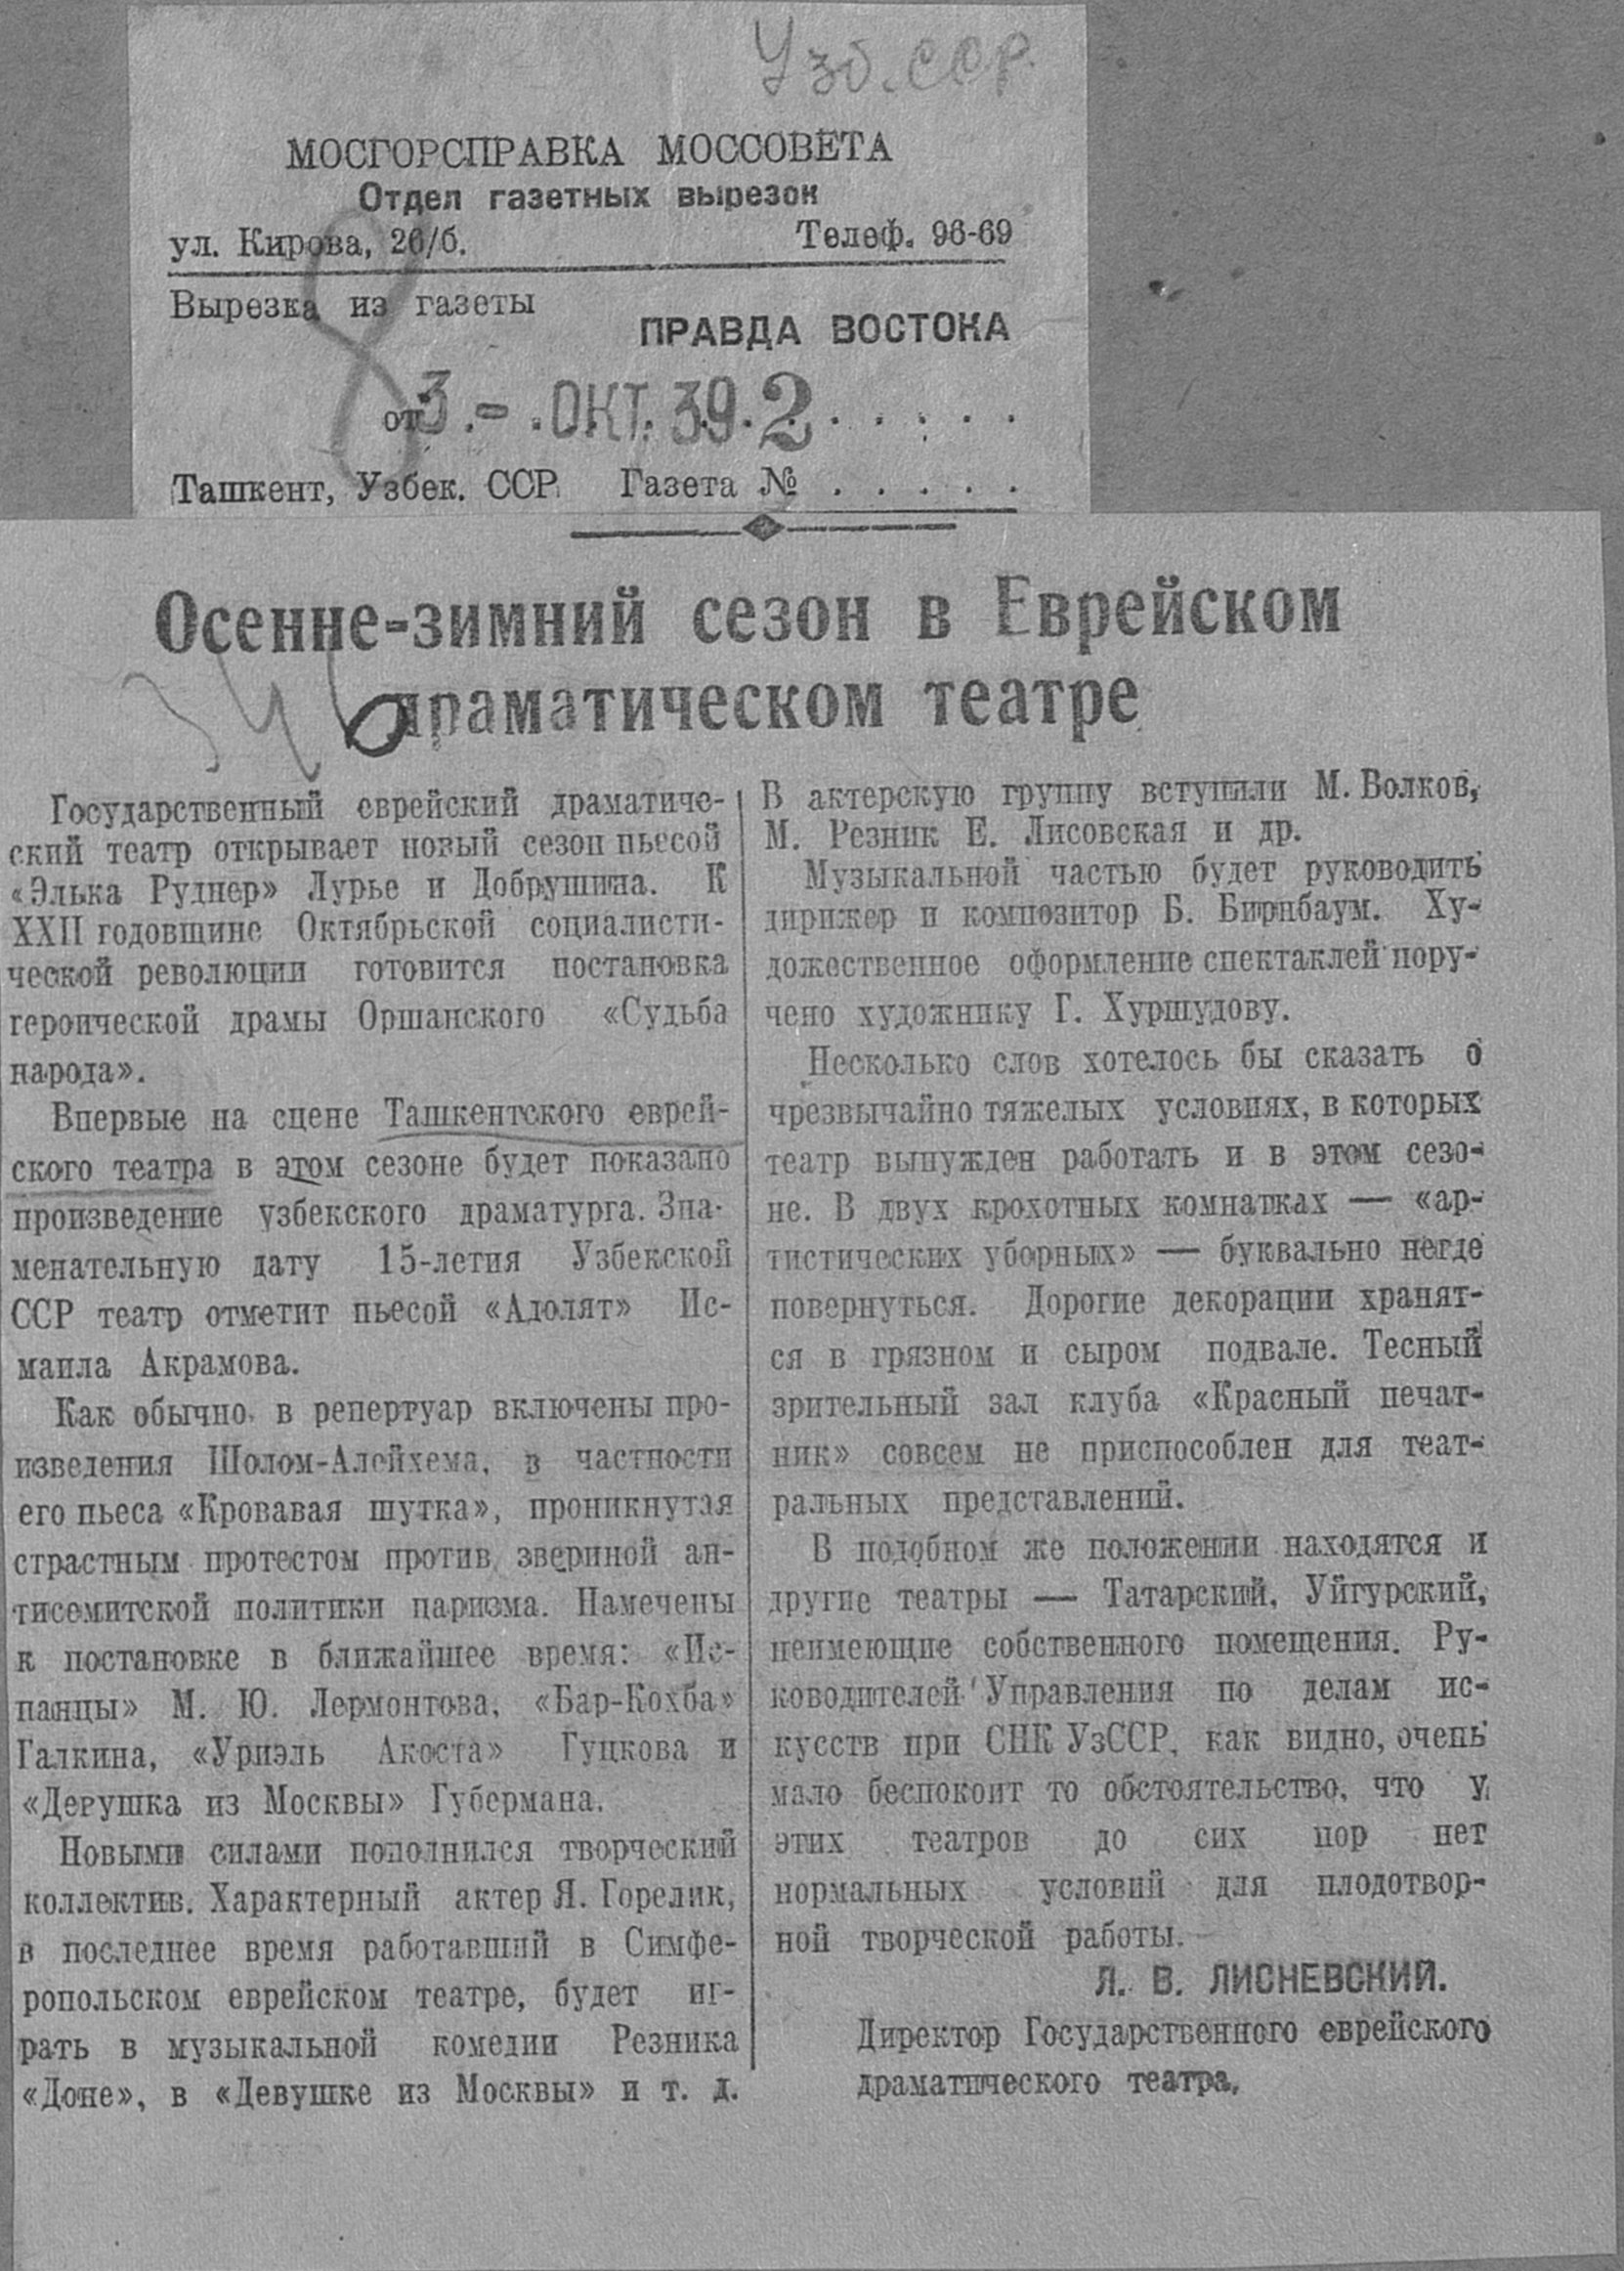 Узб. ССР.
МОСГОРСПРАВКА МОССОВЕТА
Отдел газетных вырезок
ул. Кирова, 26/б. Телеф. 96-69
Вырезка из газеты
ПРАВДА ВОСТОКА
от 3 - ОКТ. 39 2
Ташкент, Узбек. ССР Газета № . . . . .
Осенне-зимний сезон в Еврейском
драматическом театре
Государственный еврейский драматиче-
ский театр открывает новый сезон пьесой
«Элька Руднер» Лурье и Добрушина. К
XXII годовщине Октябрьской социалисти-
ческой революции готовится постановка
героической драмы Оршанского «Судьба
народа».
Впервые на сцене Ташкентского еврей-
ского театра в этом сезоне будет показано
произведение узбекского драматурга. Зна-
менательную дату 15-летия Узбекской
ССР театр отметит пьесой «Адолят» Ис-
маила Акрамова.
Как обычно, в репертуар включены про-
изведения Шолом-Алейхема, в частности
его пьеса «Кровавая шутка», проникнутая
страстным протестом против звериной ан-
тисемитской политики царизма. Намечены
к постановке в ближайшее время: «Ис-
панцы» М. Ю. Лермонтова, «Бар-Кохба»
Галкина, «Уриэль Акоста» Гуцкова и
«Дерушка из Москвы» Губермана.
Новыми силами пополнился творческий
коллектив. Характерный актер Я. Горелик,
в последнее время работавший в Симфе-
ропольском еврейском театре, будет иг-
рать в музыкальной комедии Резника
«Доне», в «Девушке из Москвы» и т. д.
В актерскую группу вступили М. Волков,
М. Резник Е. Лисовская и др.
Музыкальной частью будет руководить
дирижер и композитор Б. Бирнбаум. Ху-
дожественное оформление спектаклей пору-
чено художнику Г. Хуршудову.
Несколько слов хотелось бы сказать о
чрезвычайно тяжелых условиях, в которых
театр вынужден работать и в этом сезо-
не. В двух крохотных комнатках — «ар-
тистических уборных» — буквально негде
повернуться. Дорогие декорации хранят-
ся в грязном и сыром подвале. Тесный
зрительный зал клуба «Красный печат-
ник» совсем не приспособлен для теат-
ральных представлений.
В подобном же положении находятся и
другие театры — Татарский, Уйгурский,
неимеющие собственного помещения. Ру-
ководителей Управления по делам ис-
кусств при СНК УзССР, как видно, очень
мало беспокоит то обстоятельство, что у
этих театров до сих пор нет
нормальных условий для плодотвор-
ной творческой работы.
Л. В. ЛИСНЕВСКИЙ.
Директор Государственного еврейского
драматического театра.